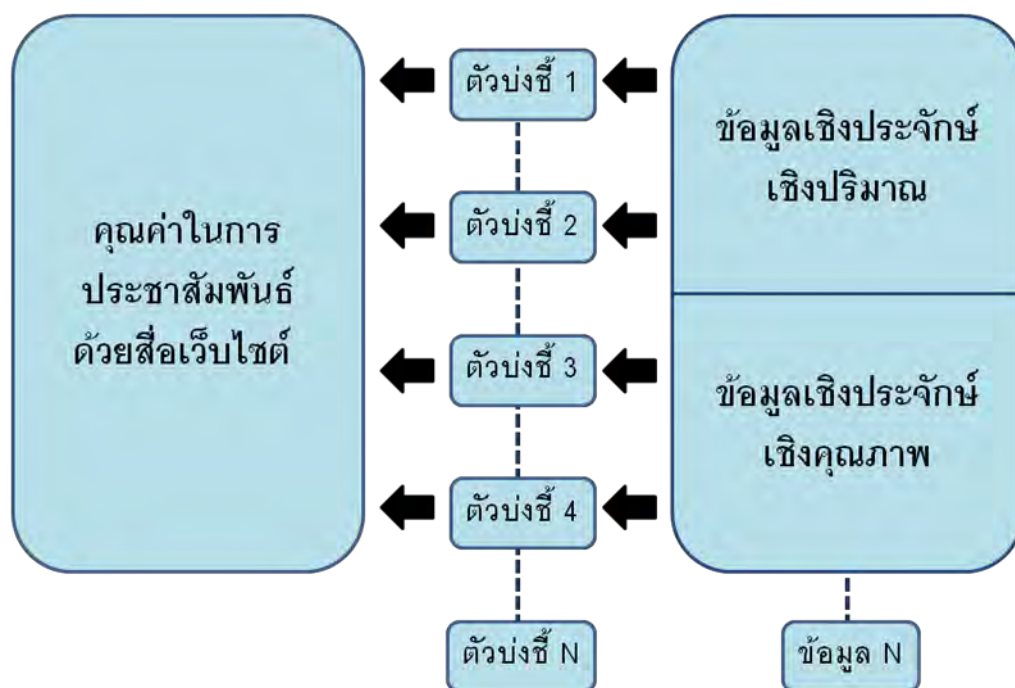 คุณค่าในการ
ประชาสัมพันธ์
ด้วยสื่อเว็บไซต์
ตัวบ่งชี้ 1
ตัวบ่งชี้ 2
ตัวบ่งชี้ 3
ตัวบ่งชี้ 4
ตัวบ่งชี้ N
ข้อมูลเชิงประจักษ์
เชิงปริมาณ
ข้อมูลเชิงประจักษ์
เชิงคุณภาพ
ข้อมูล N